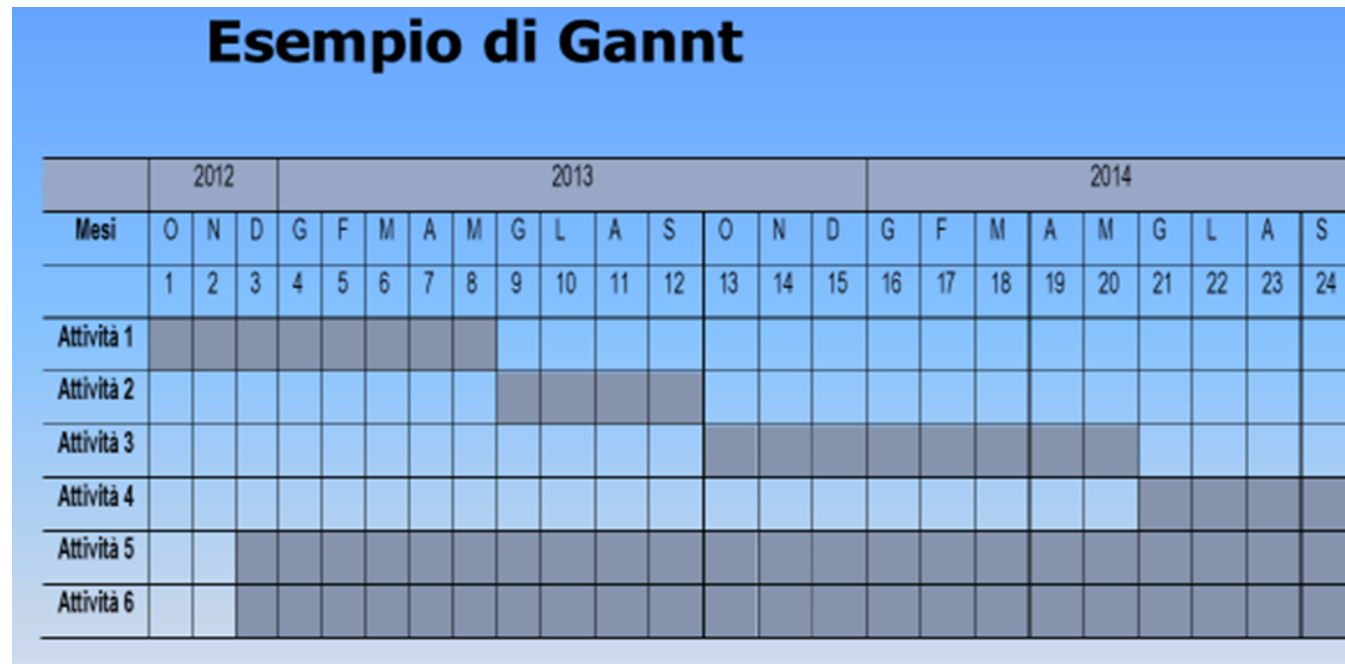 Esempio di Gannt
2012 2013 2014
Mesi O N D G F M A M G L A S O N D G F M A M G L A S
1 2 3 4 5 6 7 8 9 10 11 12 13 14 15 16 17 18 19 20 21 22 23 24
Attività 1
Attività 2
Attività 3
Attività 4
Attività 5
Attività 6